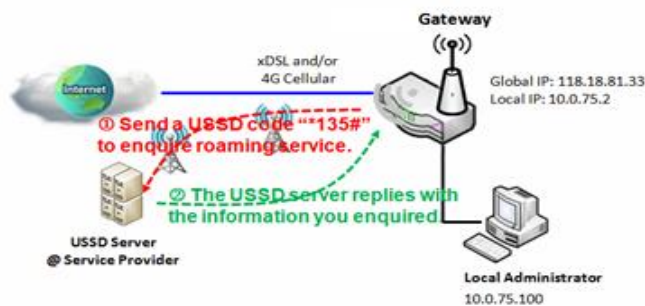 Gateway
Internet
xDSL and/or
4G Cellular
Global IP: 118.18.81.33
Local IP: 10.0.75.2
① Send a USSD code “*135#”
to enquire roaming service.
② The USSD server replies with
the information you enquired
USSD Server
@ Service Provider
Local Administrator
10.0.75.100